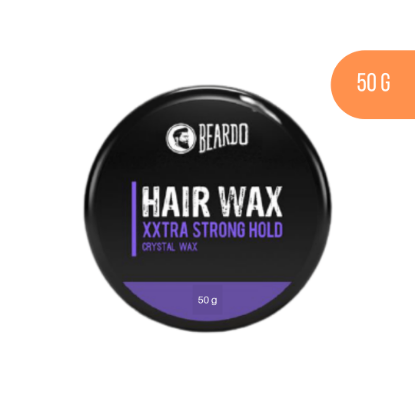 50 G
BEARDO
HAIR WAX
XXTRA STRONG HOLD
CRYSTAL WAX
50 g